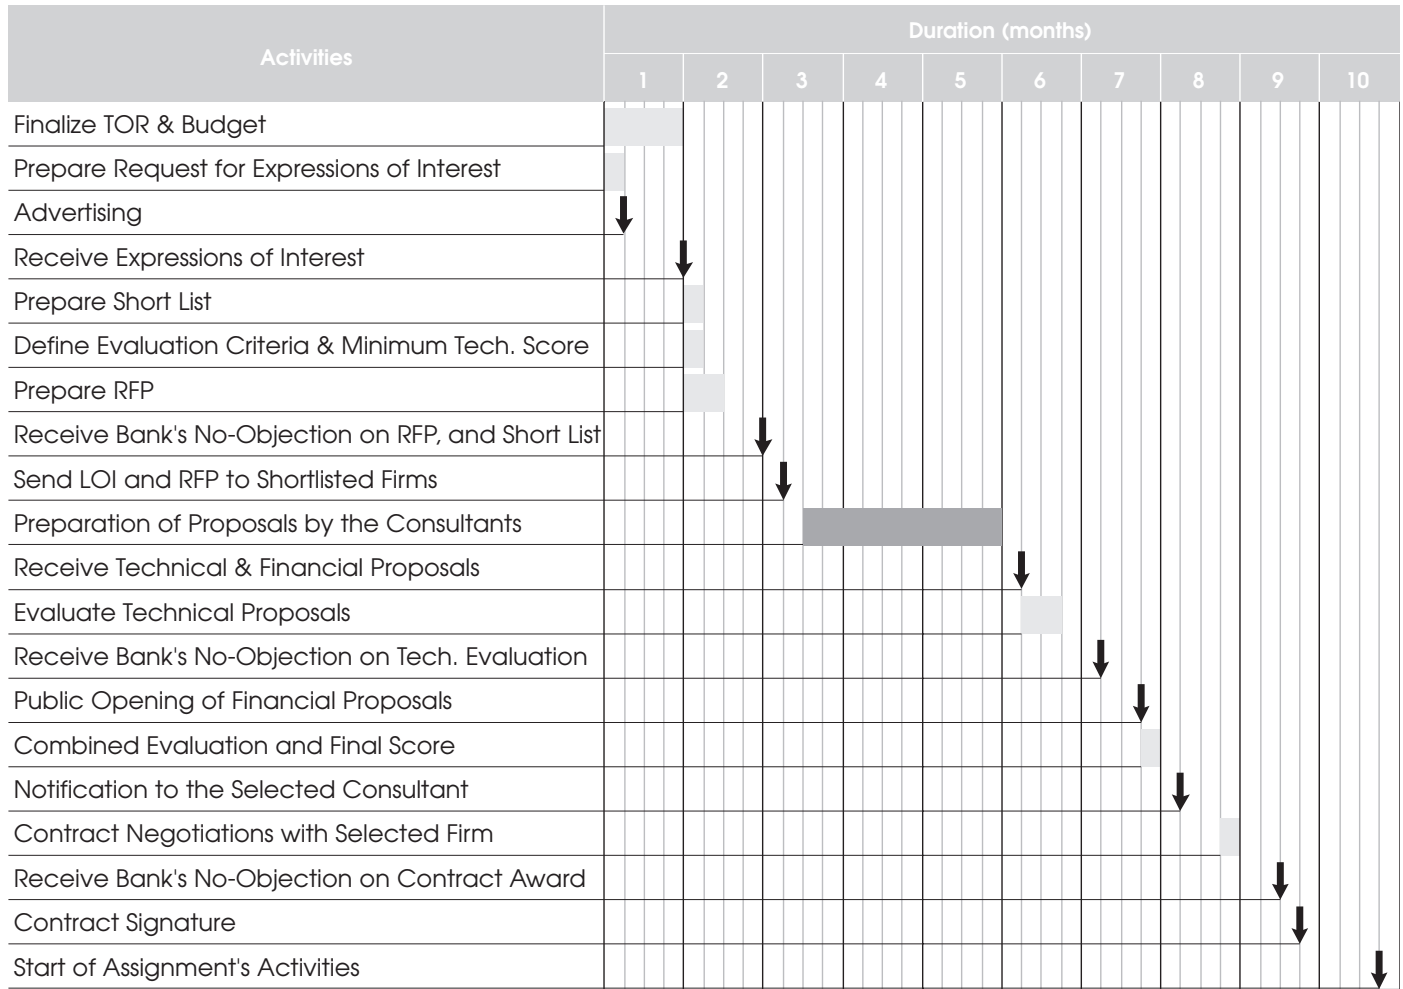 Activities
Duration (months)
1 2 3 4 5 6 7 8 9 10
Finalize TOR & Budget
Prepare Request for Expressions of Interest
Advertising
Receive Expressions of Interest
Prepare Short List
Define Evaluation Criteria & Minimum Tech. Score
Prepare RFP
Receive Bank's No-Objection on RFP, and Short List
Send LOI and RFP to Shortlisted Firms
Preparation of Proposals by the Consultants
Receive Technical & Financial Proposals
Evaluate Technical Proposals
Receive Bank's No-Objection on Tech. Evaluation
Public Opening of Financial Proposals
Combined Evaluation and Final Score
Notification to the Selected Consultant
Contract Negotiations with Selected Firm
Receive Bank's No-Objection on Contract Award
Contract Signature
Start of Assignment's Activities